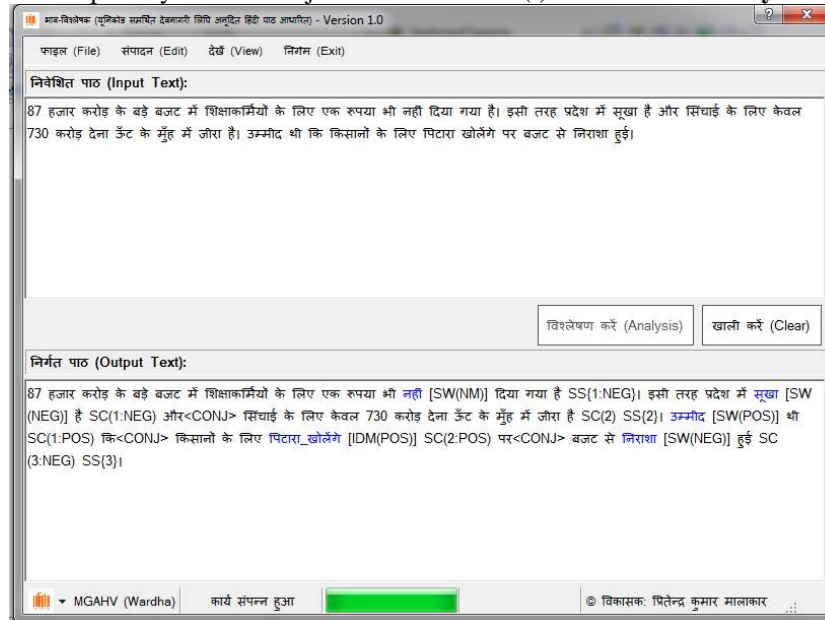 भाव-विश्लेषक (यूनिकोड समर्थित देवनागरी लिपि अनूदित हिंदी पाठ आधारित) - Version 1.0
फाइल (File) संपादन (Edit) देखें (View) निर्गम (Exit)
निवेशित पाठ (Input Text):
87 हजार करोड़ के बड़े बजट में शिक्षाकर्मियों के लिए एक रुपया भी नहीं दिया गया है। इसी तरह प्रदेश में सूखा है और सिंचाई के लिए केवल
730 करोड़ देना ऊँट के मुँह में जीरा है। उम्मीद थी कि किसानों के लिए पिटारा खोलेंगे पर बजट से निराशा हुई।
विश्लेषण करें (Analysis) खाली करें (Clear)
निर्गत पाठ (Output Text):
87 हजार करोड़ के बड़े बजट में शिक्षाकर्मियों के लिए एक रुपया भी नहीं [SW(NM)] दिया गया है SS{1:NEG}। इसी तरह प्रदेश में सूखा [SW
(NEG)] है SC(1:NEG) और<CONJ> सिंचाई के लिए केवल 730 करोड़ देना ऊँट के मुँह में जीरा है SC(2) SS{2}। उम्मीद [SW(POS)] थी
SC(1:POS) कि<CONJ> किसानों के लिए पिटारा_खोलेंगे [IDM(POS)] SC(2:POS) पर<CONJ> बजट से निराशा [SW(NEG)] हुई SC
(3:NEG) SS{3}।
MGAHV (Wardha) कार्य संपन्न हुआ © विकासक: प्रितेन्द्र कुमार मालाकार